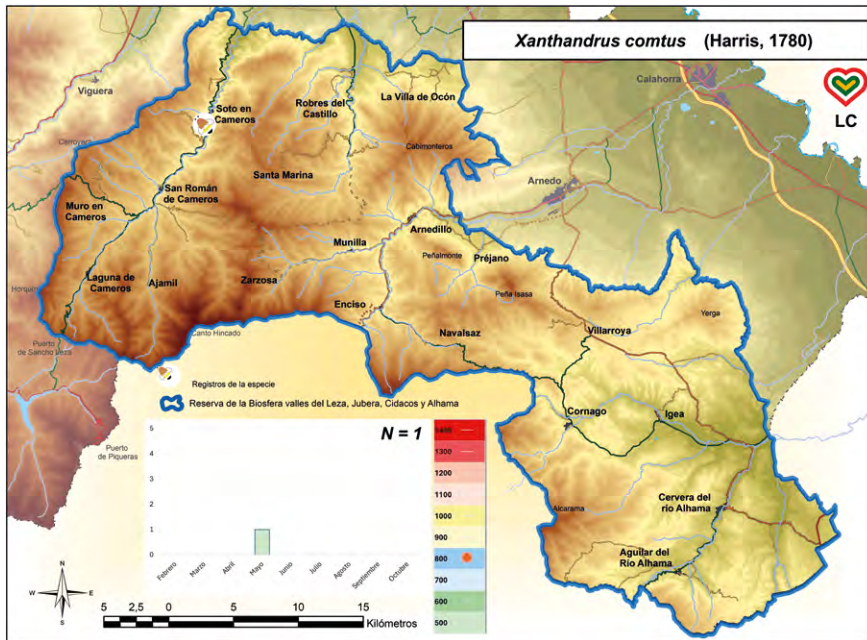 Xanthandrus comtus (Harris, 1780)
LC
Viguera
Calahorra
Soto en
Cameros
Robres del
Castillo
La Villa de Ocón
Cabimonteros
Santa Marina
Arnedo
San Román
de Cameros
Muro en
Cameros
Arnedillo
Munilla
Peñalmonte
Préjano
Laguna de
Cameros
Ajamil
Zarzosa
Enciso
Peña Isasa
Navalsaz
Villarroya
Yerga
Canto Hincado
Puerto
de Sancho Leza
Registros de la especie
Reserva de la Biosfera valles del Leza, Jubera, Cidacos y Alhama
Puerto
de Piqueras
Cornago
Igea
Alcarama
Cervera del
río Alhama
Aguilar del
Río Alhama
N = 1
5
4
3
2
1
0
Febrero
Marzo
Abril
Mayo
Junio
Julio
Agosto
Septiembre
Octubre
1400
1300
1200
1100
1000
900
800
700
600
500
N
W
E
S
5
2,5
0
5
10
15
Kilómetros